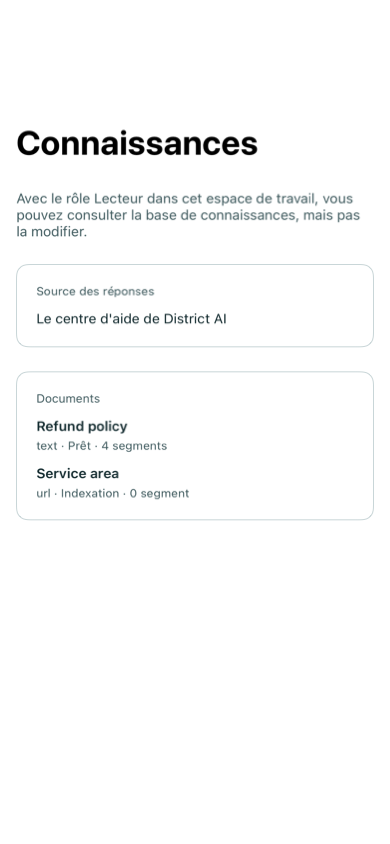 Connaissances
Avec le rôle Lecteur dans cet espace de travail, vous
pouvez consulter la base de connaissances, mais pas
la modifier.
Source des réponses
Le centre d'aide de District AI
Documents
Refund policy
text · Prêt · 4 segments
Service area
url · Indexation · 0 segment